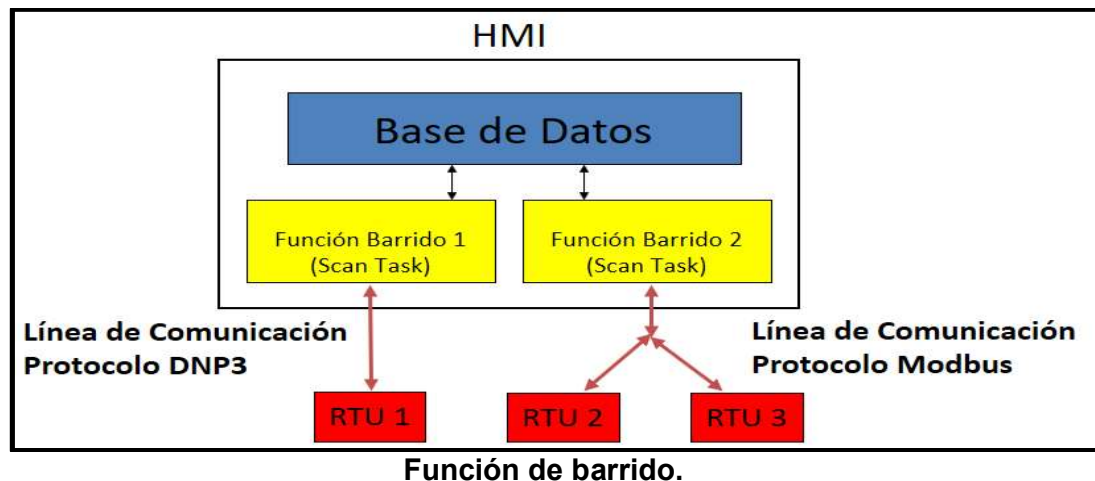 HMI
Base de Datos
Función Barrido 1
(Scan Task)
Función Barrido 2
(Scan Task)
Línea de Comunicación
Protocolo DNP3
Línea de Comunicación
Protocolo Modbus
RTU 1
RTU 2
RTU 3
Función de barrido.